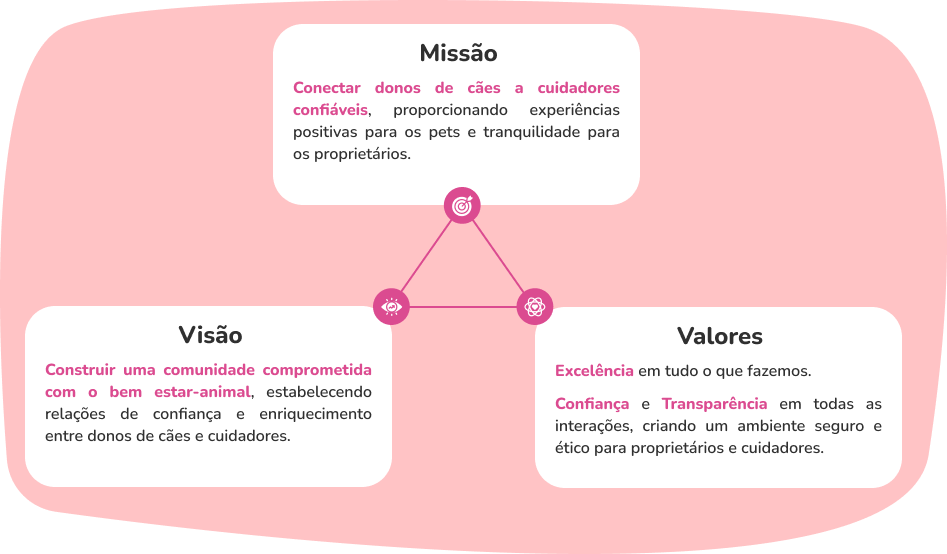 Missão
Conectar donos de cães a cuidadores
confiáveis, proporcionando experiências
positivas para os pets e tranquilidade para
os proprietários.
Visão
Construir uma comunidade comprometida
com o bem estar-animal, estabelecendo
relações de confiança e enriquecimento
entre donos de cães e cuidadores.
Valores
Excelência em tudo o que fazemos.
Confiança e Transparência em todas as
interações, criando um ambiente seguro e
ético para proprietários e cuidadores.